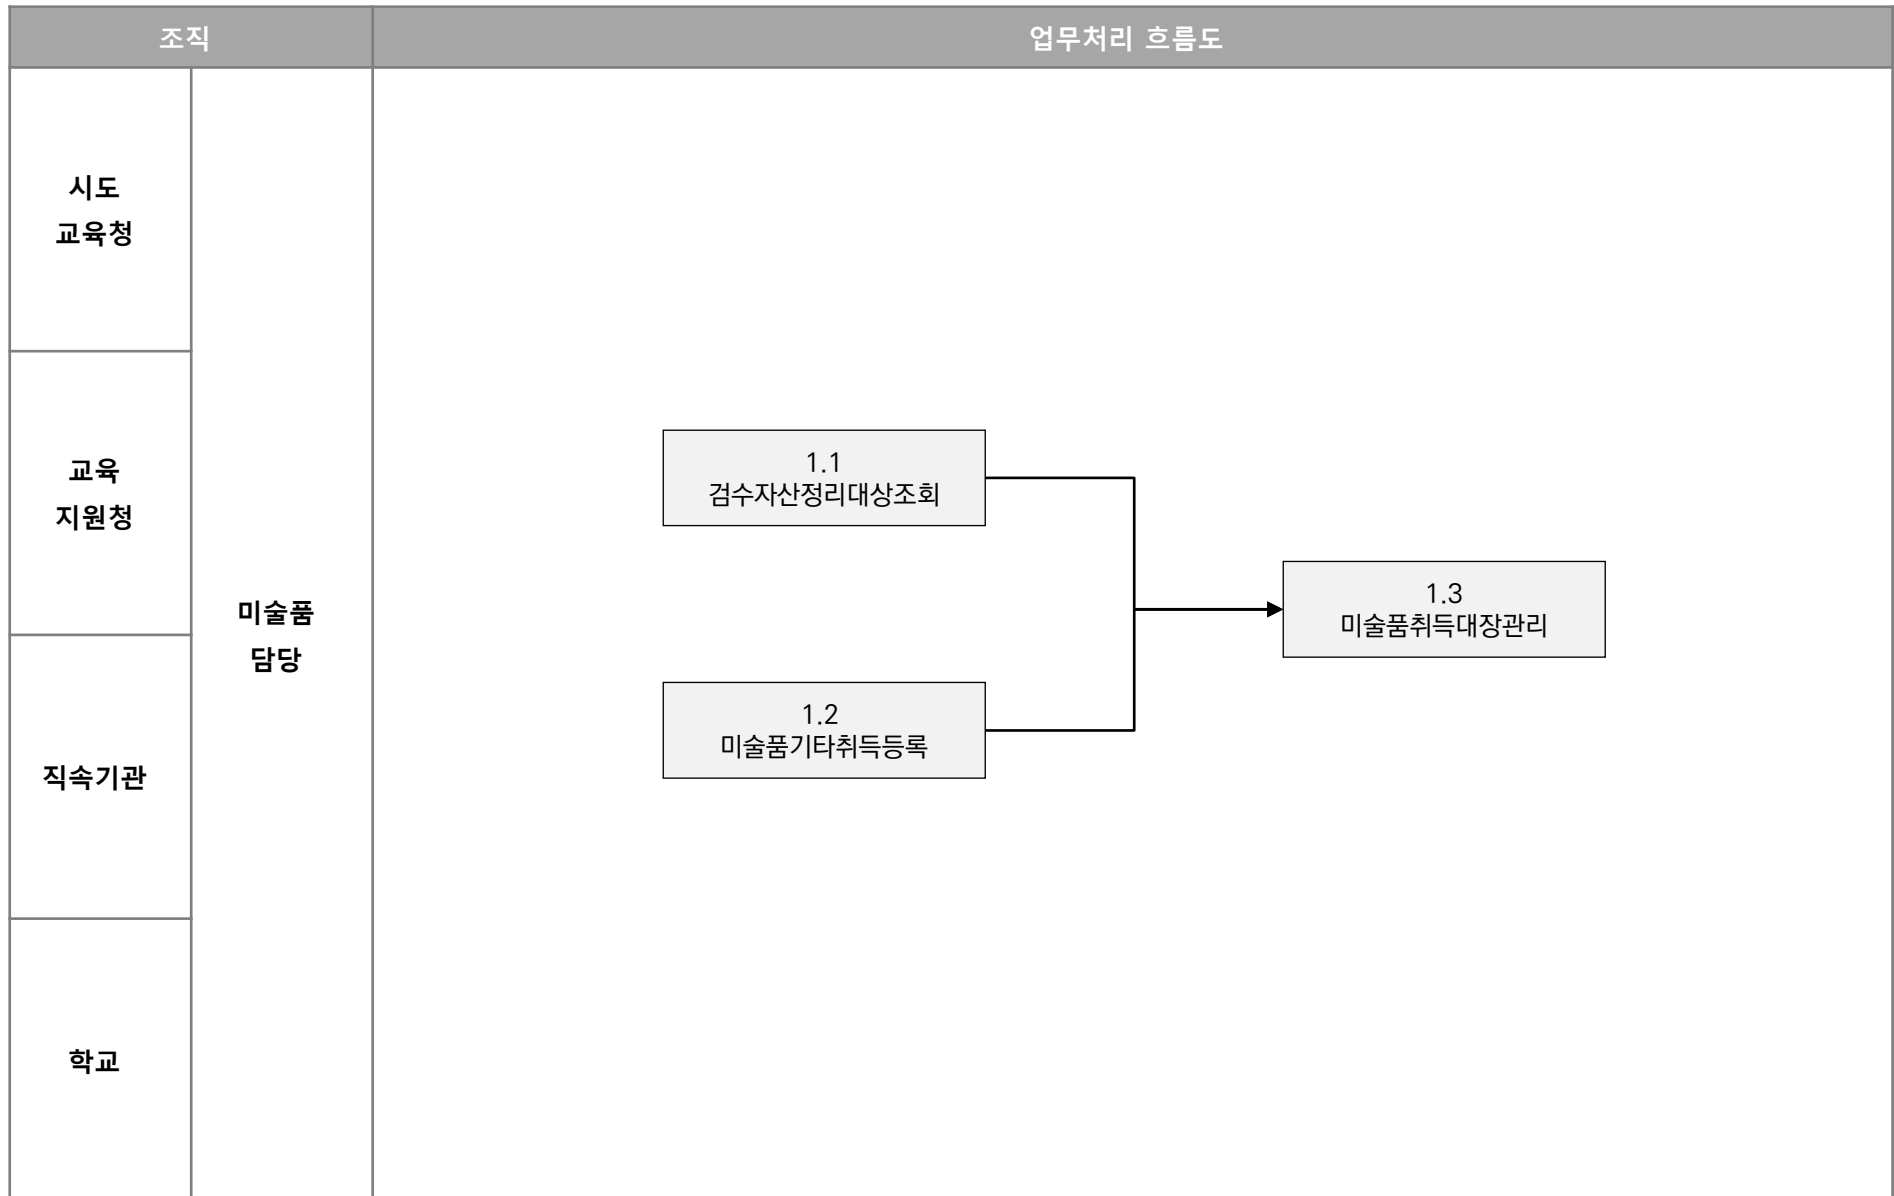 조직
업무처리 흐름도
시도
교육청
교육
지원청
직속기관
학교
미술품
담당
1.1
검수자산정리대상조회
1.2
미술품기타취득등록
1.3
미술품취득대장관리